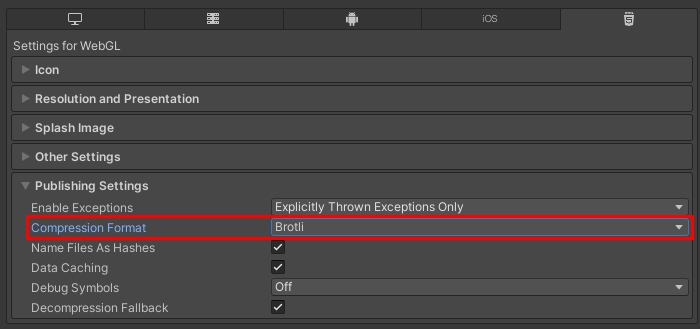 iOS
Settings for WebGL
Icon
Resolution and Presentation
Splash Image
Other Settings
Publishing Settings
Enable Exceptions Explicitly Thrown Exceptions Only
Compression Format Brotli
Name Files As Hashes
Data Caching
Debug Symbols Off
Decompression Fallback